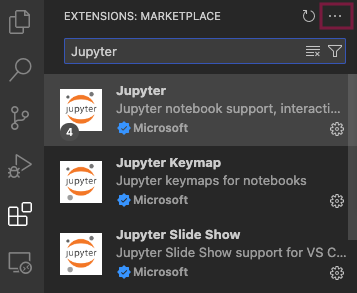 EXTENSIONS: MARKETPLACE
Jupyter
Jupyter
Jupyter notebook support, interacti...
Microsoft
jupyter
4
Jupyter Keymap
Jupyter keymaps for notebooks
Microsoft
jupyter
Jupyter Slide Show
Jupyter Slide Show support for VS C...
Microsoft
jupyter